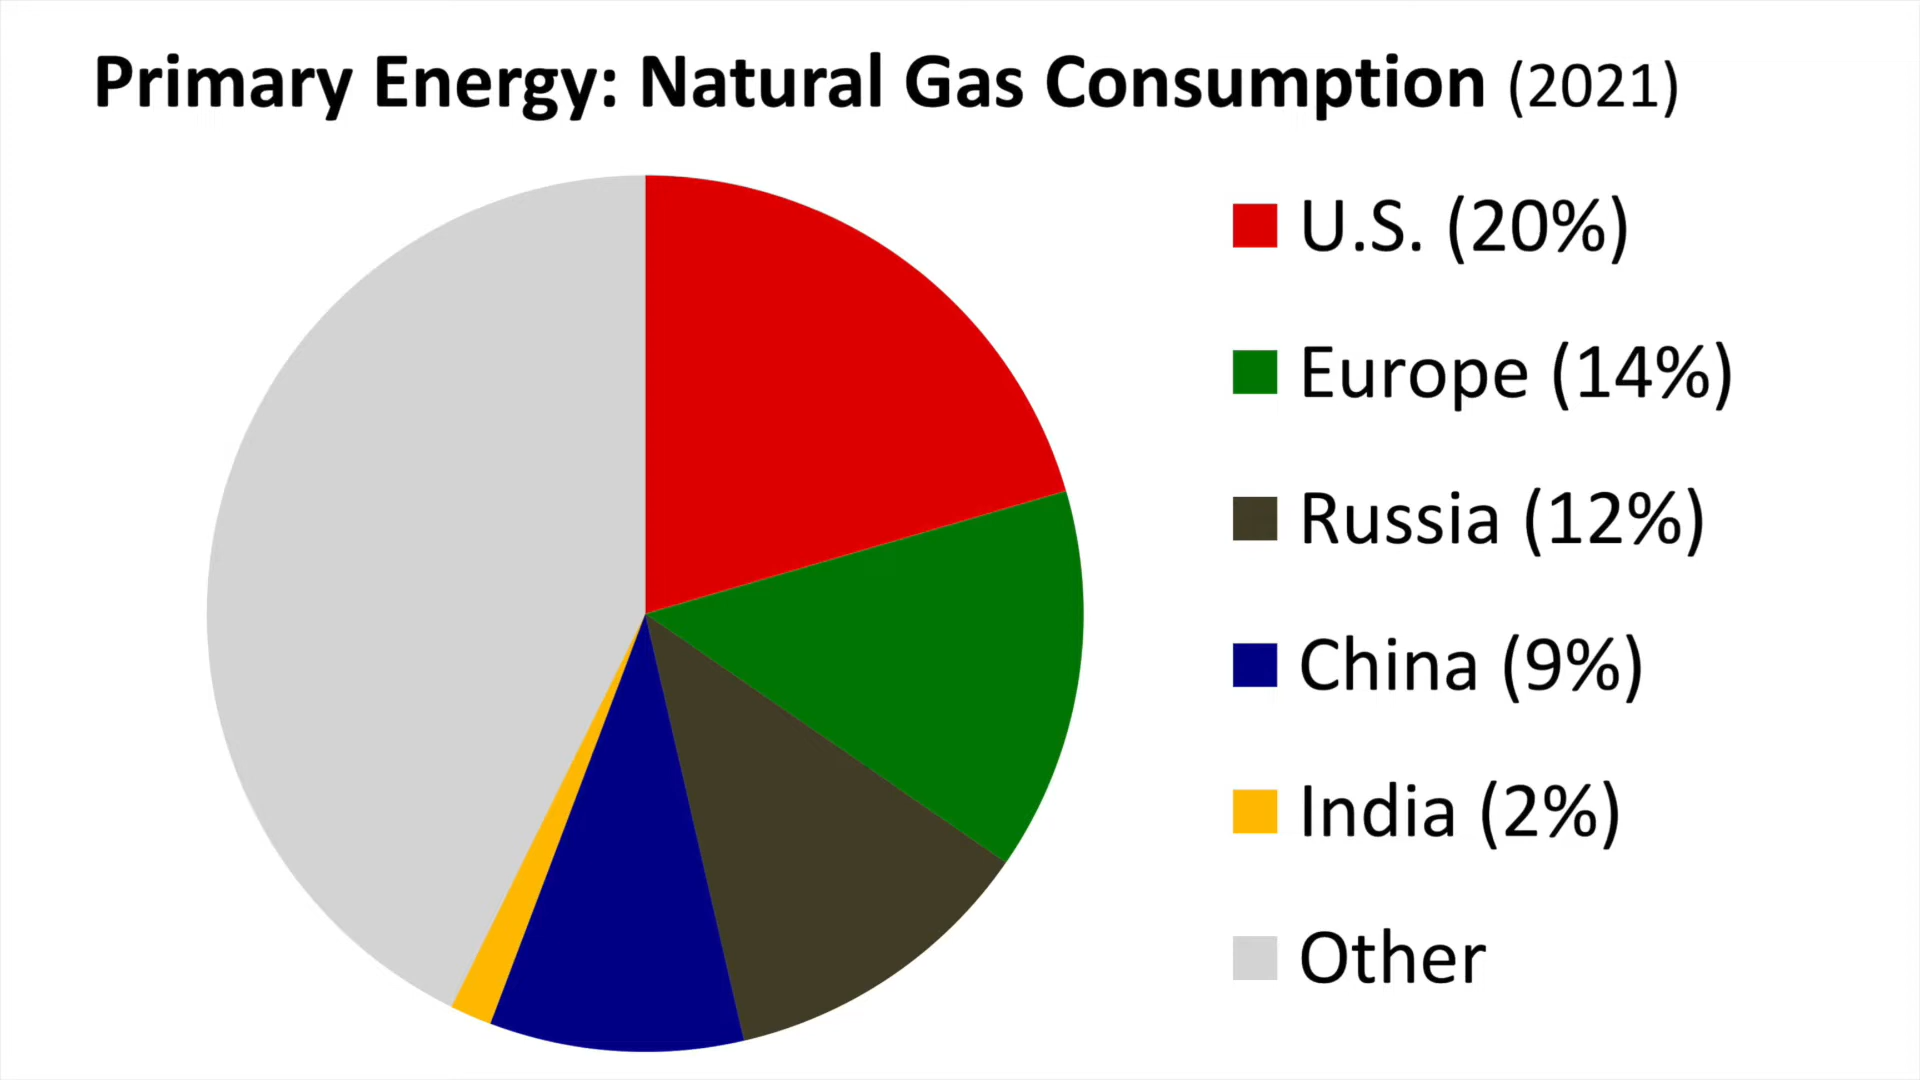 Primary Energy: Natural Gas Consumption (2021)
U.S. (20%)
Europe (14%)
Russia (12%)
China (9%)
India (2%)
Other